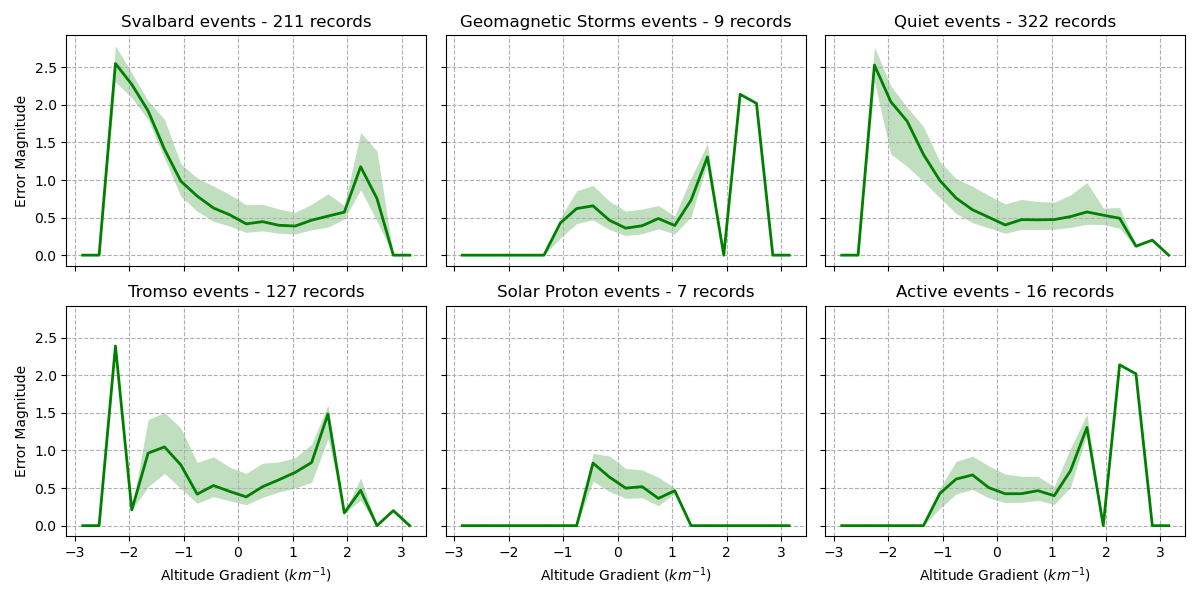 Svalbard events - 211 records
Geomagnetic Storms events - 9 records
Quiet events - 322 records
Error Magnitude
2.5
2.0
1.5
1.0
0.5
0.0
Tromso events - 127 records
Solar Proton events - 7 records
Active events - 16 records
Error Magnitude
2.5
2.0
1.5
1.0
0.5
0.0
−3 −2 −1 0 1 2 3
−3 −2 −1 0 1 2 3
−3 −2 −1 0 1 2 3
Altitude Gradient (km⁻¹)
Altitude Gradient (km⁻¹)
Altitude Gradient (km⁻¹)